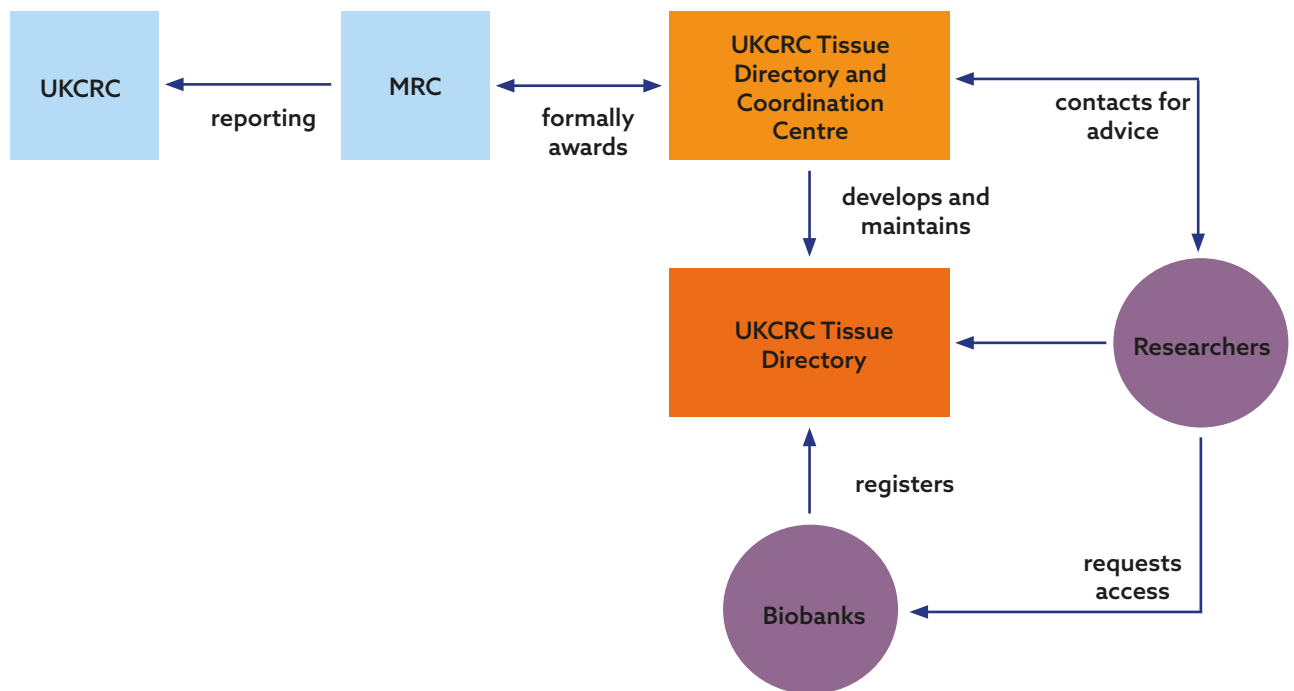 UKCRC
reporting
MRC
formally
awards
UKCRC Tissue
Directory and
Coordination
Centre
contacts for
advice
develops and
maintains
UKCRC Tissue
Directory
Researchers
registers
requests
access
Biobanks